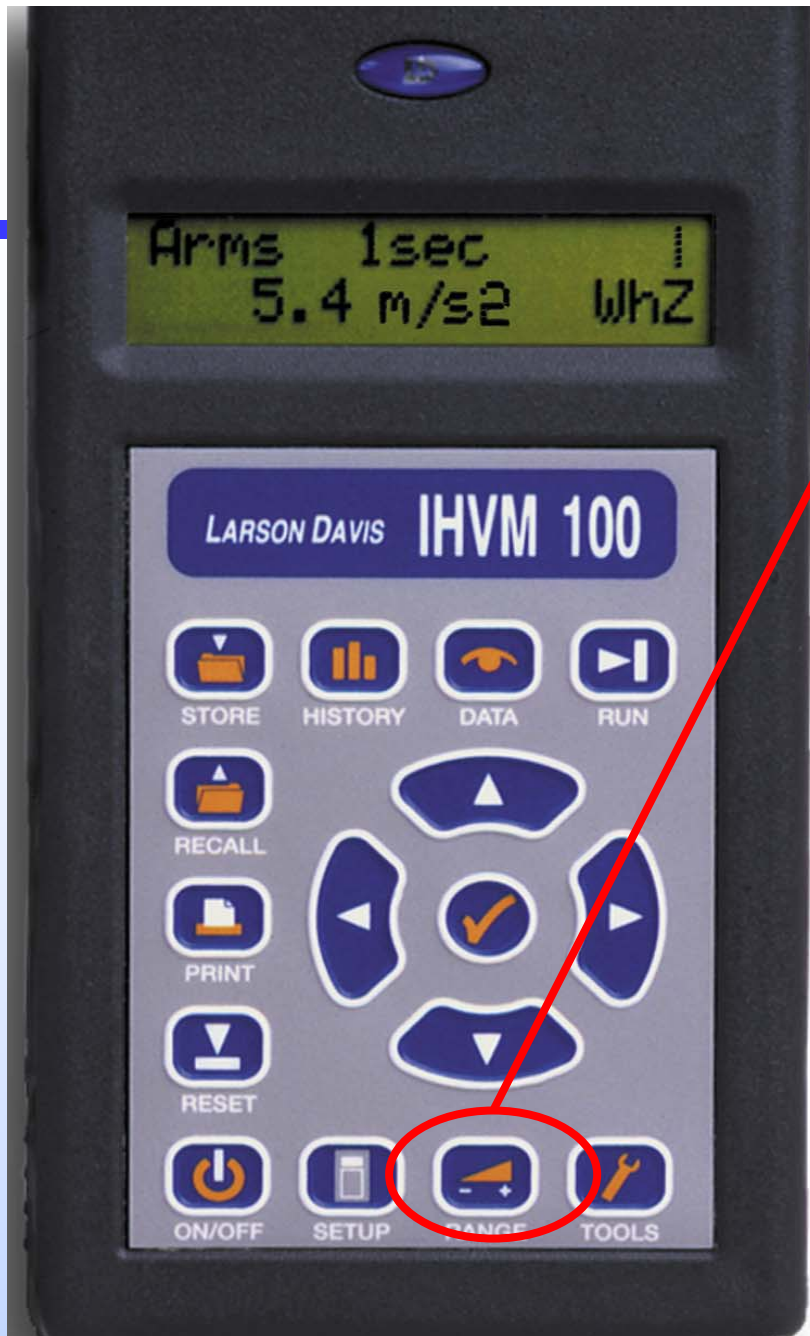 Arms 1sec
5.4 m/s2 WhZ
LARSON DAVIS IHVM 100
STORE HISTORY DATA RUN
RECALL
PRINT
RESET
- +
ON/OFF SETUP RANGE TOOLS